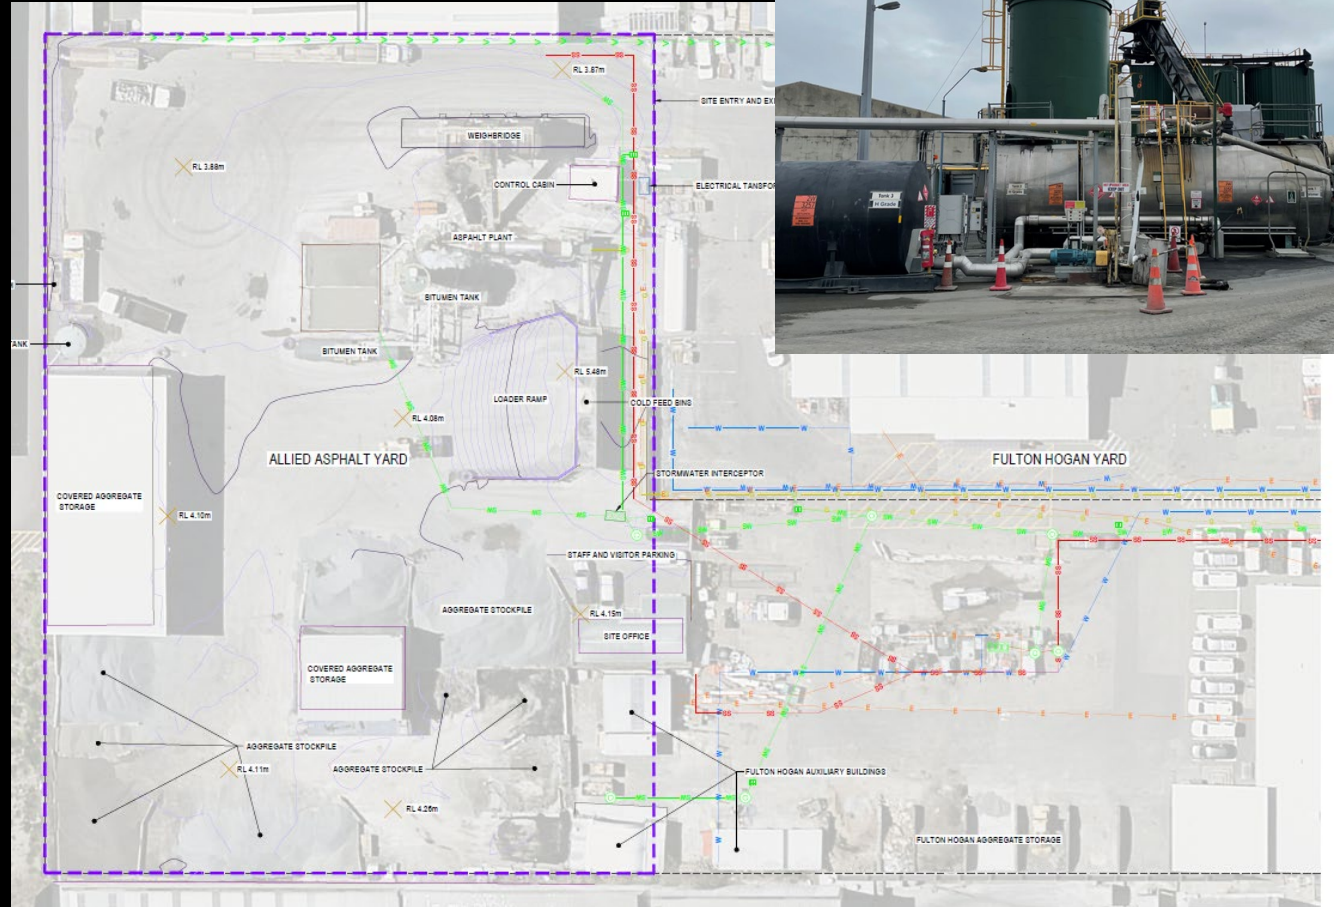 RL 3.87m
SITE ENTRY AND EXI
WEIGHBRIDGE
RL 3.88m
CONTROL CABIN
ELECTRICAL TANSFO
ASPAHLT PLANT
BITUMEN TANK
TANK
BITUMEN TANK
RL 5.48m
LOADER RAMP
COLD FEED BINS
RL 4.08m
ALLIED ASPHALT YARD
FULTON HOGAN YARD
STORMWATER INTERCEPTOR
COVERED AGGREGATE
STORAGE
RL 4.10m
STAFF AND VISITOR PARKING
AGGREGATE STOCKPILE
RL 4.15m
SITE OFFICE
COVERED AGGREGATE
STORAGE
AGGREGATE STOCKPILE
RL 4.11m
AGGREGATE STOCKPILE
FULTON HOGAN AUXILIARY BUILDINGS
RL 4.26m
FULTON HOGAN AGGREGATE STORAGE
Tank 3
H Grade